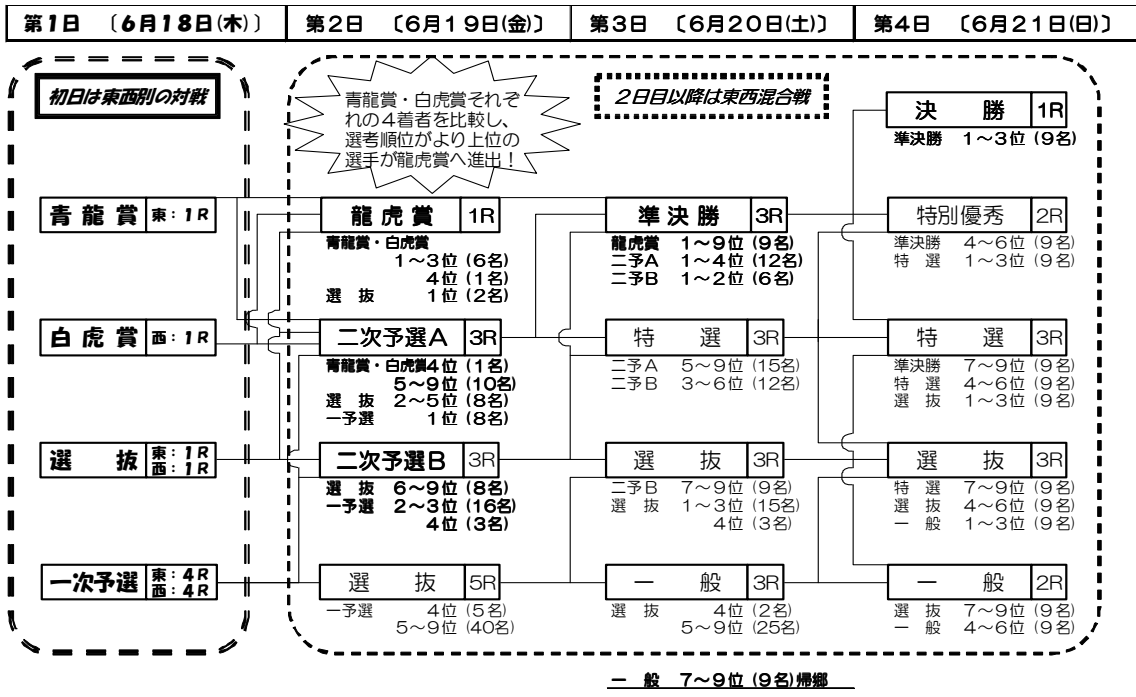 第1日 〔6月18日(木)〕
第2日 〔6月19日(金)〕
第3日 〔6月20日(土)〕
第4日 〔6月21日(日)〕
初日は東西別の対戦
青龍賞・白虎賞それぞ
れの4着者を比較し、
選考順位がより上位の
選手が龍虎賞へ進出!
2日目以降は東西混合戦
青龍賞 東:1R
白虎賞 西:1R
選抜 東:1R
西:1R
一次予選 東:4R
西:4R
龍虎賞 1R
青龍賞・白虎賞
1~3位 (6名)
4位 (1名)
選抜 1位 (2名)
二次予選A 3R
青龍賞・白虎賞4位 (1名)
5~9位 (10名)
選抜 2~5位 (8名)
一予選 1位 (8名)
二次予選B 3R
選抜 6~9位 (8名)
一予選 2~3位 (16名)
4位 (3名)
選抜 5R
一予選 4位 (5名)
5~9位 (40名)
準決勝 3R
龍虎賞 1~9位 (9名)
二予A 1~4位 (12名)
二予B 1~2位 (6名)
特選 3R
二予A 5~9位 (15名)
二予B 3~6位 (12名)
選抜 3R
二予B 7~9位 (9名)
選抜 1~3位 (15名)
4位 (3名)
一般 3R
選抜 4位 (2名)
5~9位 (25名)
一般 7~9位 (9名)帰郷
決勝 1R
準決勝 1~3位 (9名)
特別優秀 2R
準決勝 4~6位 (9名)
特選 1~3位 (9名)
特選 3R
準決勝 7~9位 (9名)
特選 4~6位 (9名)
選抜 1~3位 (9名)
選抜 3R
特選 7~9位 (9名)
選抜 4~6位 (9名)
一般 1~3位 (9名)
一般 2R
選抜 7~9位 (9名)
一般 4~6位 (9名)